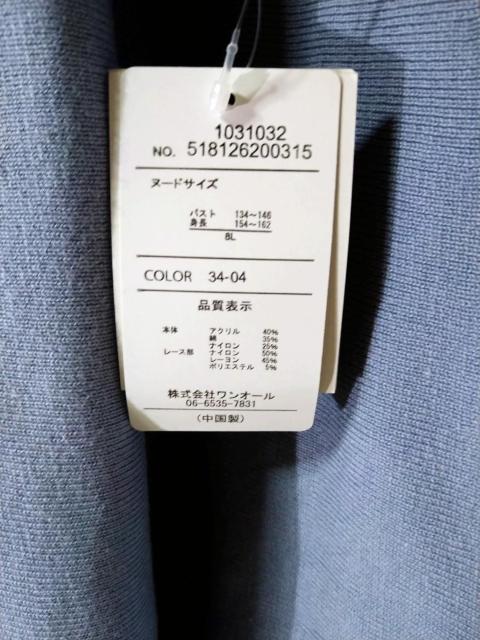 1031032
NO. 518126200315
ヌードサイズ
バスト 134～146
身長 154～162
8L
COLOR 34-04
品質表示
本体 アクリル 40%
綿 35%
ナイロン 25%
レース部 ナイロン 50%
レーヨン 45%
ポリエステル 5%
株式会社ワンオール
06-6535-7831
（中国製）